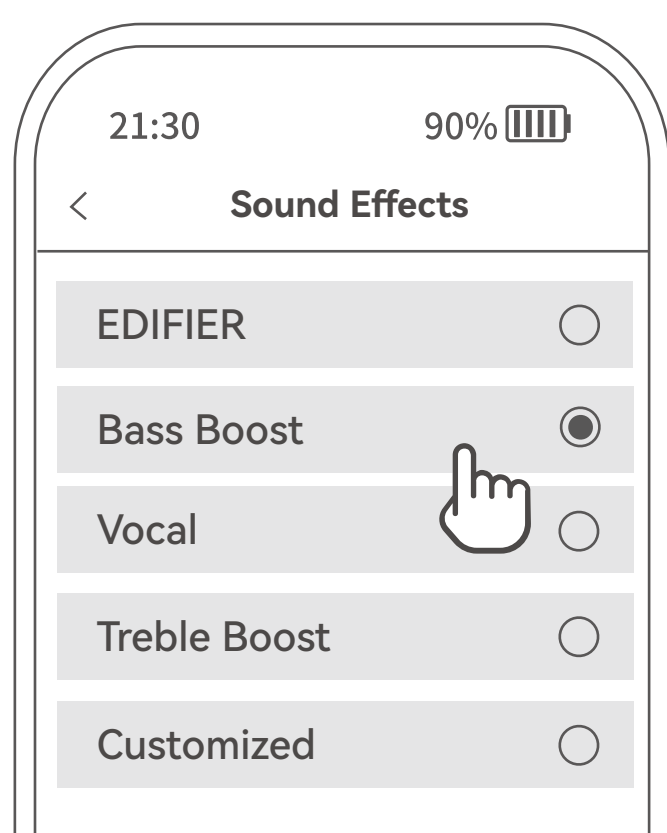 21:30 90%
Sound Effects
EDIFIER
Bass Boost
Vocal
Treble Boost
Customized